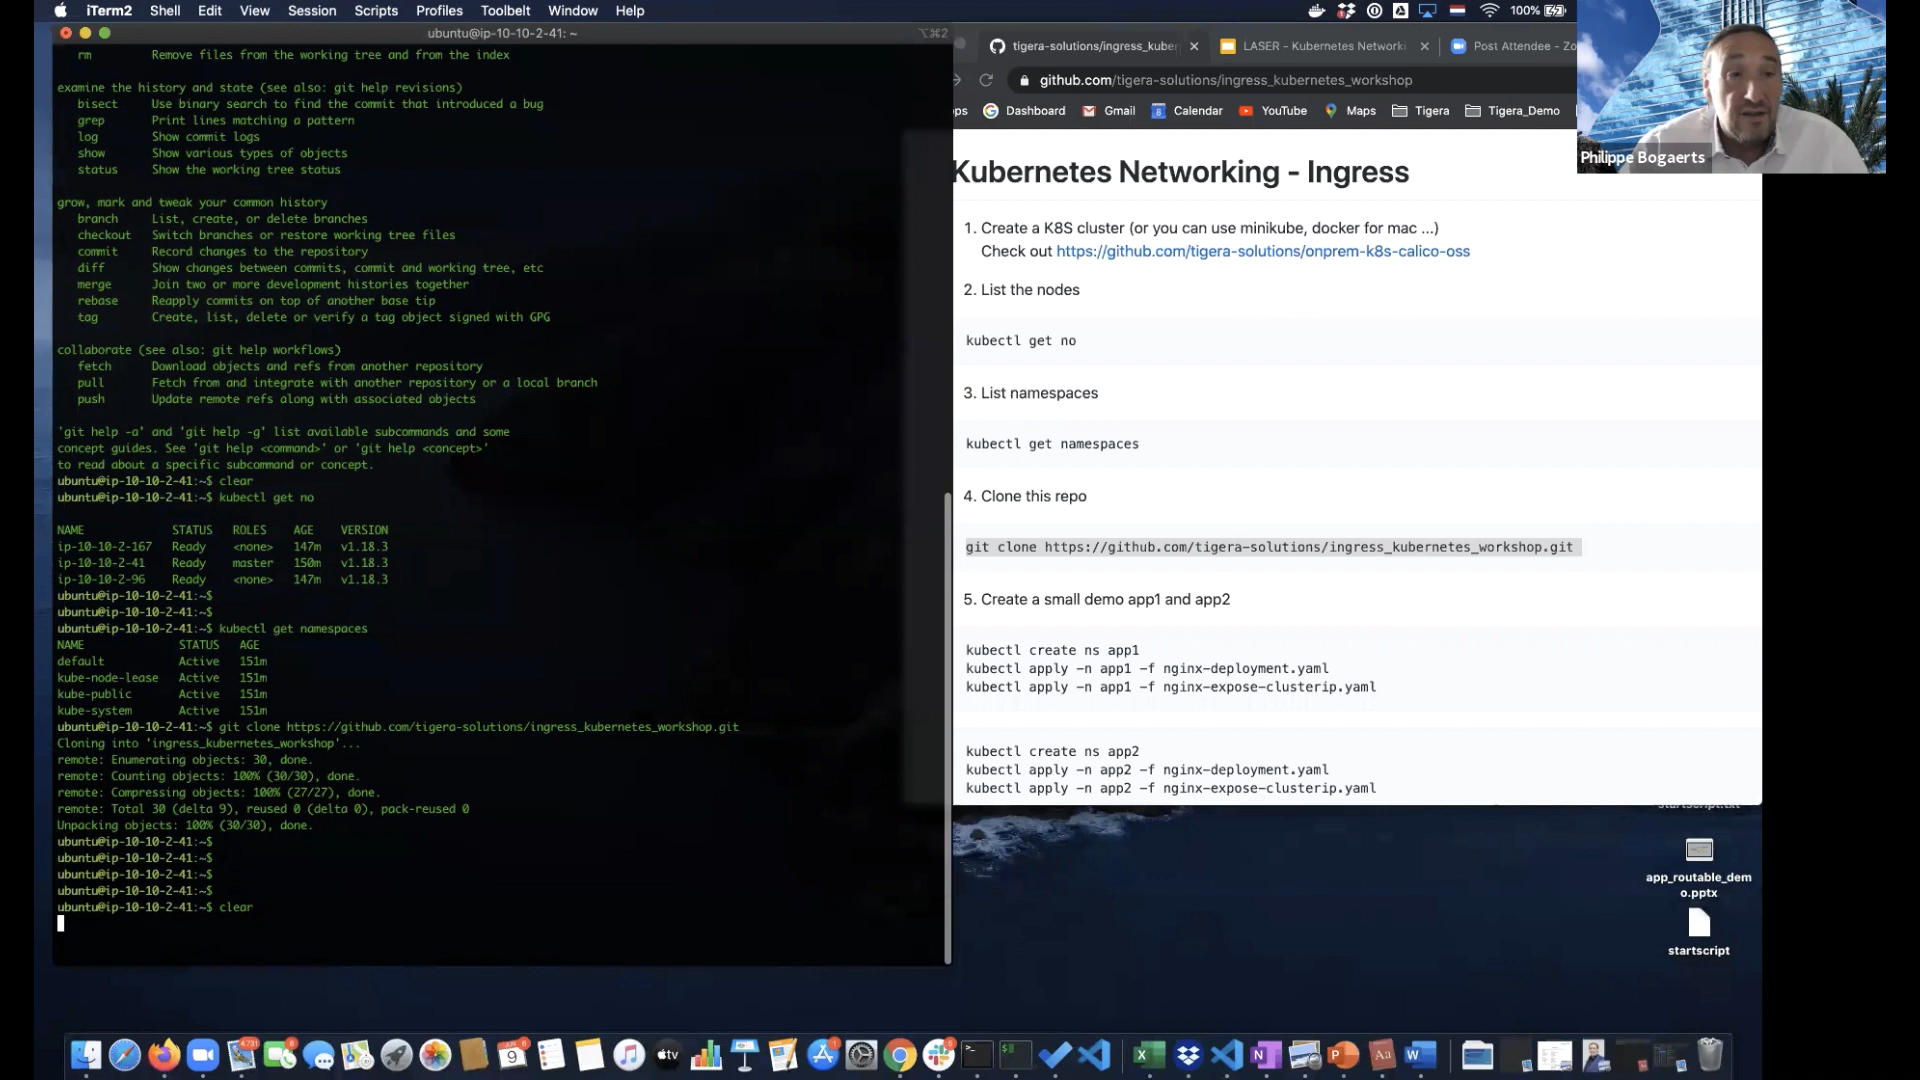 iTerm2 Shell Edit View Session Scripts Profiles Toolbelt Window Help
100%
ubuntu@ip-10-10-2-41: ~
⌥⌘2
rm Remove files from the working tree and from the index
examine the history and state (see also: git help revisions)
bisect Use binary search to find the commit that introduced a bug
grep Print lines matching a pattern
log Show commit logs
show Show various types of objects
status Show the working tree status
grow, mark and tweak your common history
branch List, create, or delete branches
checkout Switch branches or restore working tree files
commit Record changes to the repository
diff Show changes between commits, commit and working tree, etc
merge Join two or more development histories together
rebase Reapply commits on top of another base tip
tag Create, list, delete or verify a tag object signed with GPG
collaborate (see also: git help workflows)
fetch Download objects and refs from another repository
pull Fetch from and integrate with another repository or a local branch
push Update remote refs along with associated objects
'git help -a' and 'git help -g' list available subcommands and some
concept guides. See 'git help <command>' or 'git help <concept>'
to read about a specific subcommand or concept.
ubuntu@ip-10-10-2-41:~$ clear
ubuntu@ip-10-10-2-41:~$ kubectl get no
NAME STATUS ROLES AGE VERSION
ip-10-10-2-167 Ready <none> 147m v1.18.3
ip-10-10-2-41 Ready master 150m v1.18.3
ip-10-10-2-96 Ready <none> 147m v1.18.3
ubuntu@ip-10-10-2-41:~$
ubuntu@ip-10-10-2-41:~$
ubuntu@ip-10-10-2-41:~$ kubectl get namespaces
NAME STATUS AGE
default Active 151m
kube-node-lease Active 151m
kube-public Active 151m
kube-system Active 151m
ubuntu@ip-10-10-2-41:~$ git clone https://github.com/tigera-solutions/ingress_kubernetes_workshop.git
Cloning into 'ingress_kubernetes_workshop'...
remote: Enumerating objects: 30, done.
remote: Counting objects: 100% (30/30), done.
remote: Compressing objects: 100% (27/27), done.
remote: Total 30 (delta 9), reused 0 (delta 0), pack-reused 0
Unpacking objects: 100% (30/30), done.
ubuntu@ip-10-10-2-41:~$
ubuntu@ip-10-10-2-41:~$
ubuntu@ip-10-10-2-41:~$
ubuntu@ip-10-10-2-41:~$
ubuntu@ip-10-10-2-41:~$ clear
tigera-solutions/ingress_kuber LASER - Kubernetes Networki Post Attendee - Zo
github.com/tigera-solutions/ingress_kubernetes_workshop
ps Dashboard Gmail Calendar YouTube Maps Tigera Tigera_Demo
Philippe Bogaerts
Kubernetes Networking - Ingress
1. Create a K8S cluster (or you can use minikube, docker for mac ...)
Check out https://github.com/tigera-solutions/onprem-k8s-calico-oss
2. List the nodes
kubectl get no
3. List namespaces
kubectl get namespaces
4. Clone this repo
git clone https://github.com/tigera-solutions/ingress_kubernetes_workshop.git
5. Create a small demo app1 and app2
kubectl create ns app1
kubectl apply -n app1 -f nginx-deployment.yaml
kubectl apply -n app1 -f nginx-expose-clusterip.yaml
kubectl create ns app2
kubectl apply -n app2 -f nginx-deployment.yaml
kubectl apply -n app2 -f nginx-expose-clusterip.yaml
startscript.txt
app_routable_dem
o.pptx
startscript